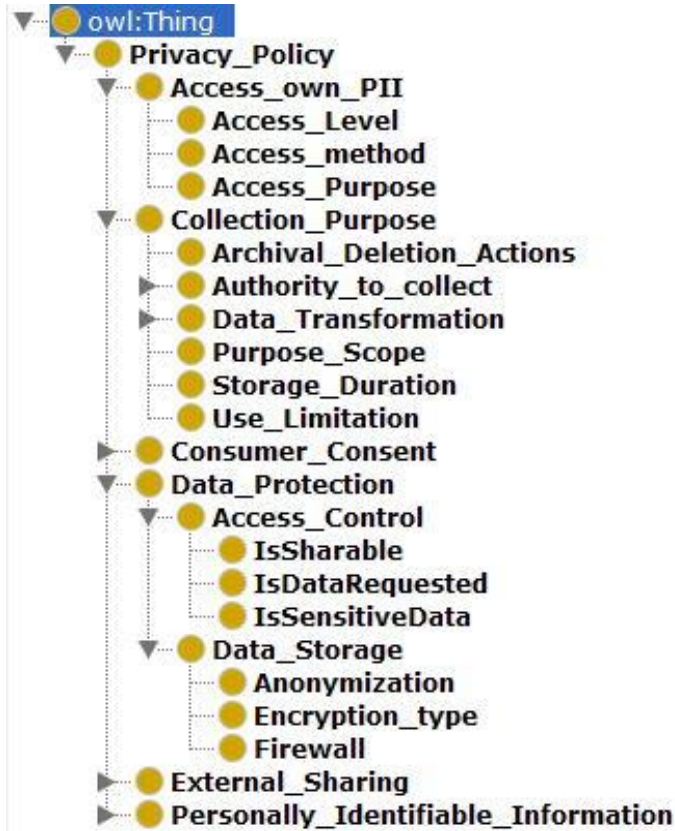 owl:Thing
Privacy_Policy
Access_own_PII
Access_Level
Access_method
Access_Purpose
Collection_Purpose
Archival_Deletion_Actions
Authority_to_collect
Data_Transformation
Purpose_Scope
Storage_Duration
Use_Limitation
Consumer_Consent
Data_Protection
Access_Control
IsSharable
IsDataRequested
IsSensitiveData
Data_Storage
Anonymization
Encryption_type
Firewall
External_Sharing
Personally_Identifiable_Information